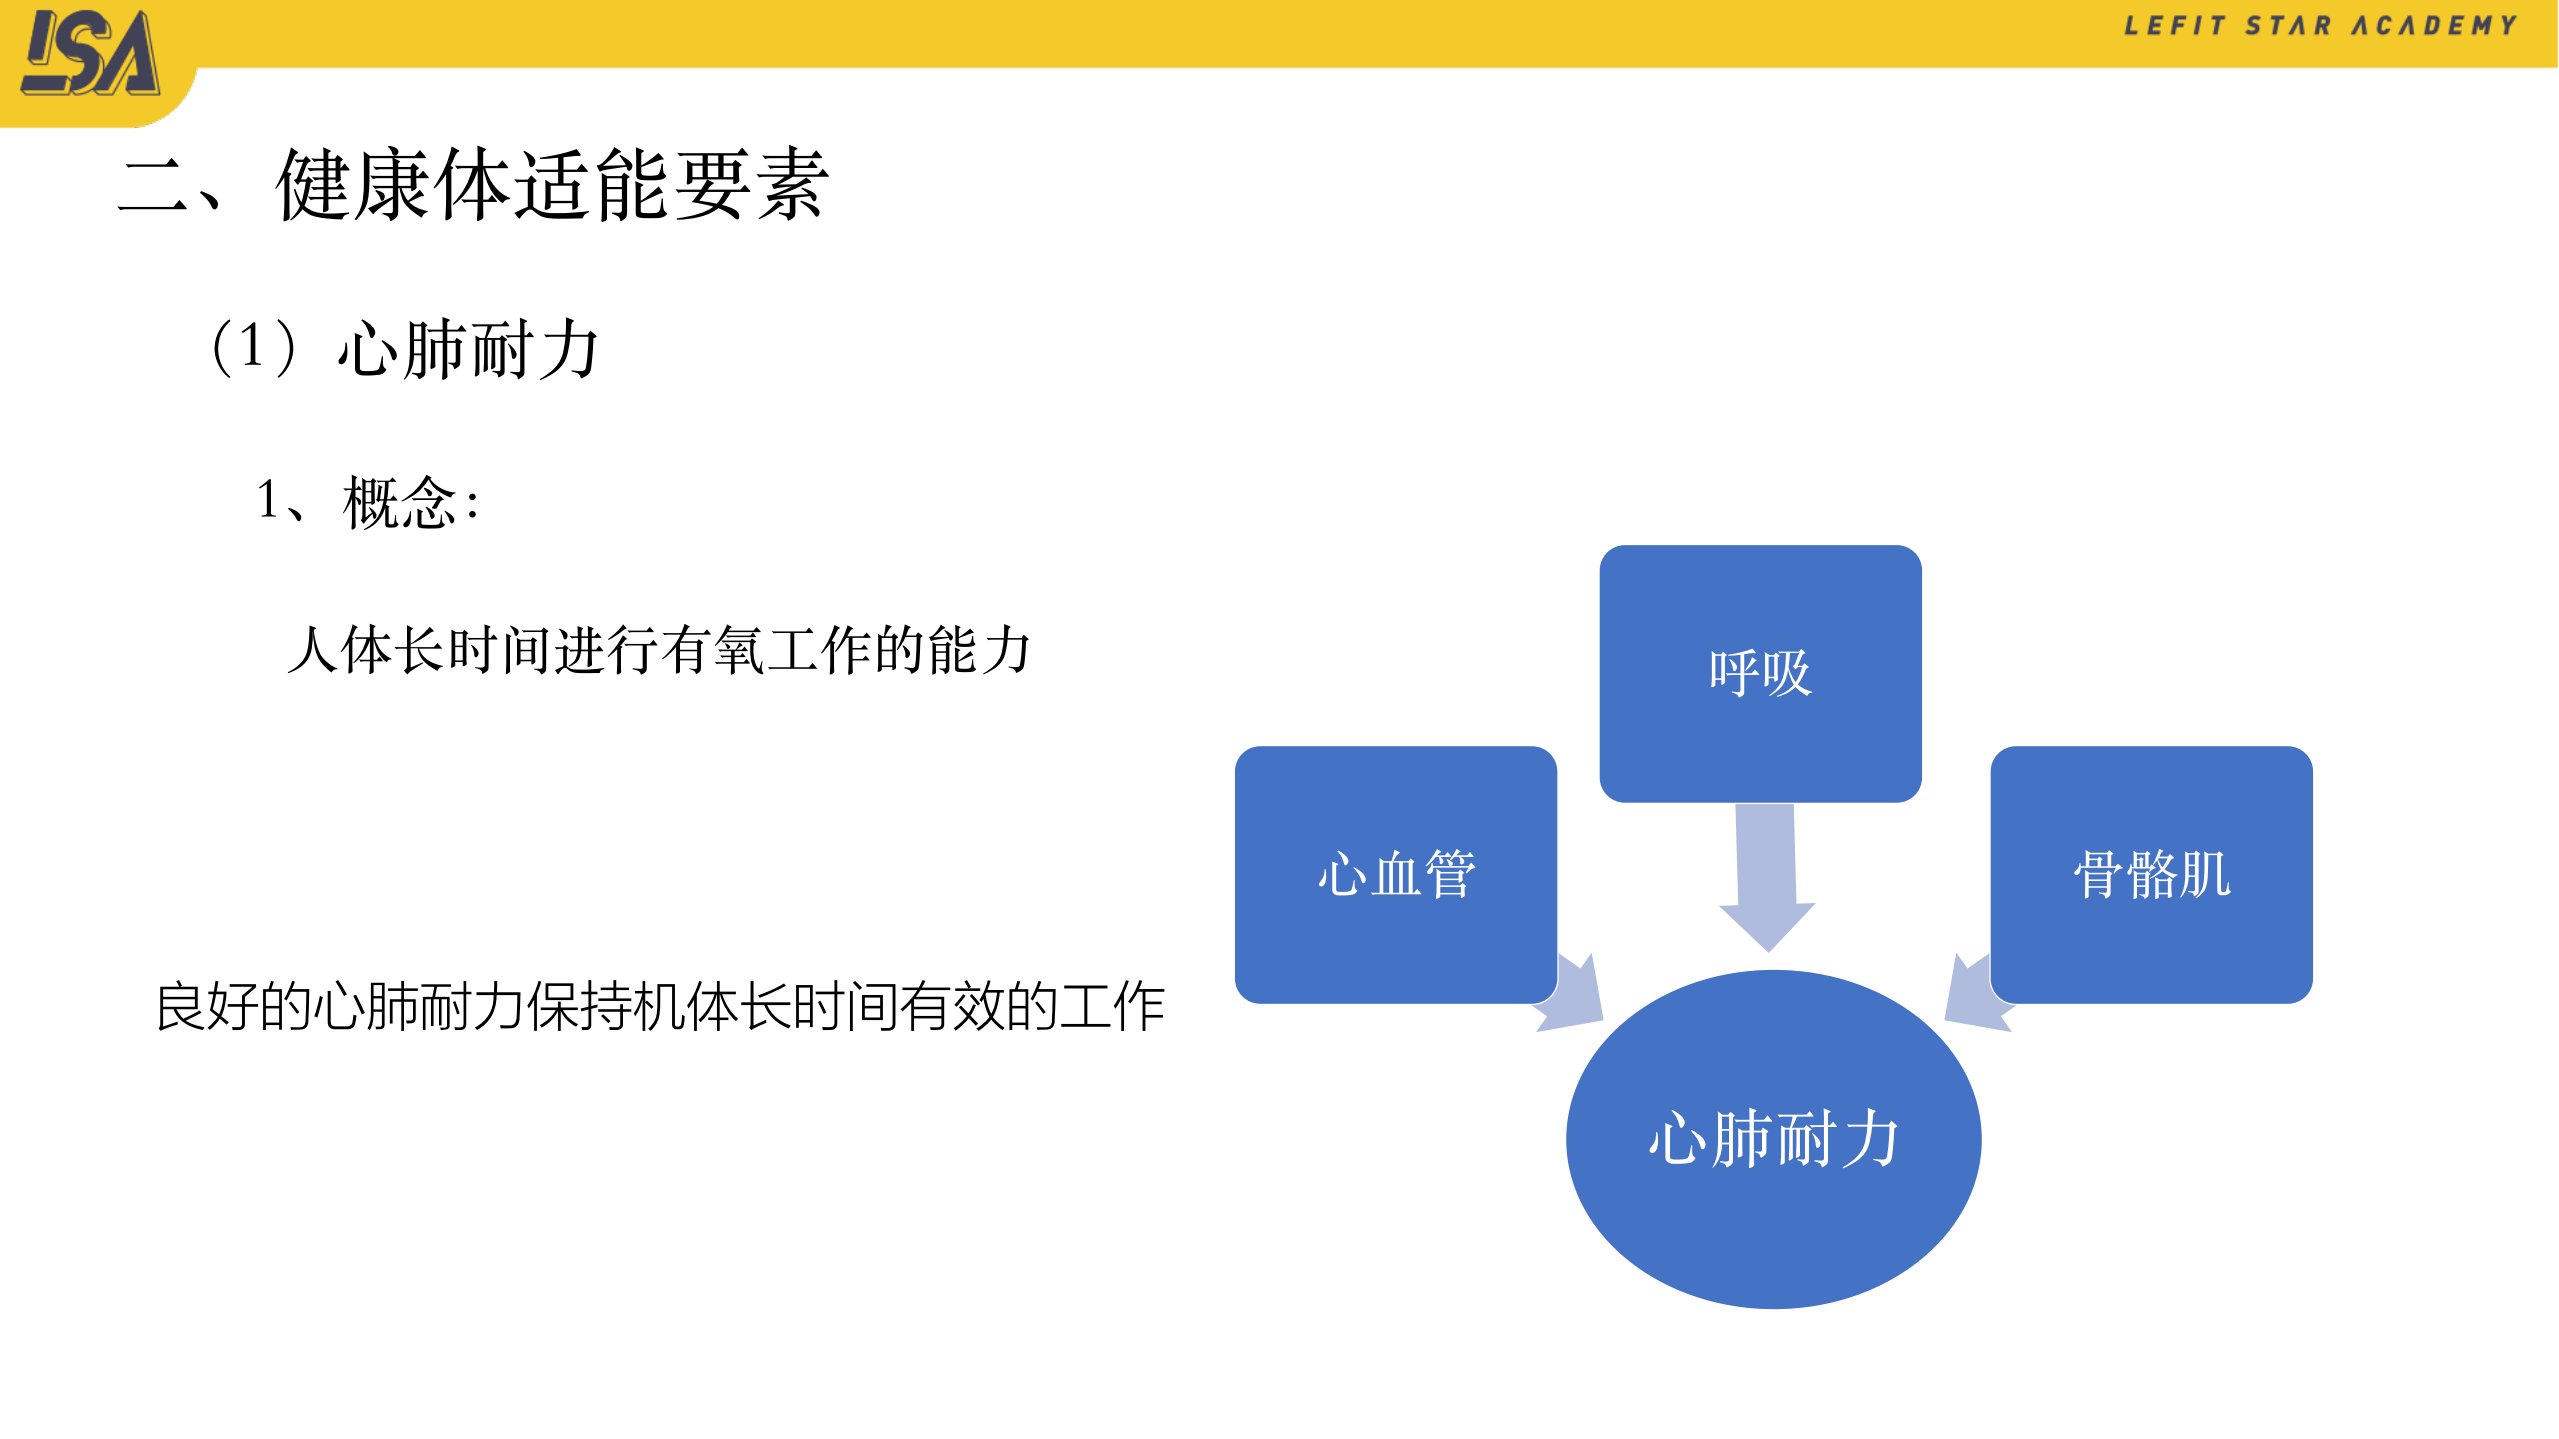 LSA
LEFIT STAR ACADEMY
二、健康体适能要素
（1）心肺耐力
1、概念：
人体长时间进行有氧工作的能力
呼吸
心血管
骨骼肌
良好的心肺耐力保持机体长时间有效的工作
心肺耐力